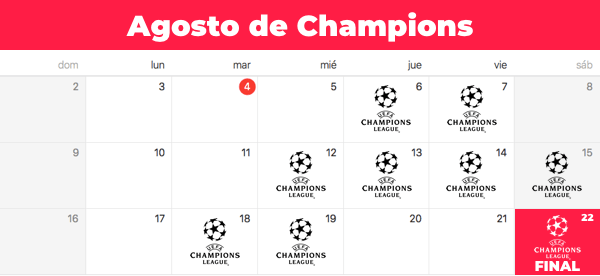 Agosto de Champions
dom lun mar mié jue vie sáb
2 3 4 5 6 7 8
UEFA UEFA
CHAMPIONS CHAMPIONS
LEAGUE. LEAGUE.
9 10 11 12 13 14 15
UEFA UEFA UEFA UEFA
CHAMPIONS CHAMPIONS CHAMPIONS CHAMPIONS
LEAGUE. LEAGUE. LEAGUE. LEAGUE.
16 17 18 19 20 21 22
UEFA UEFA UEFA
CHAMPIONS CHAMPIONS CHAMPIONS
LEAGUE. LEAGUE. LEAGUE.
FINAL